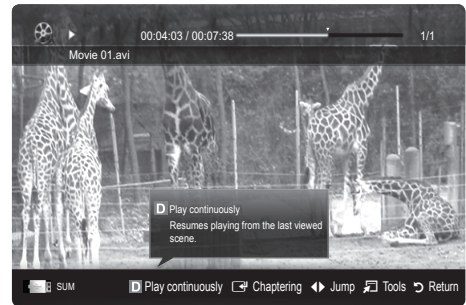 00:04:03 / 00:07:38 1/1
Movie 01.avi
D Play continuously
Resumes playing from the last viewed
scene.
SUM D Play continuously Chaptering Jump Tools Return